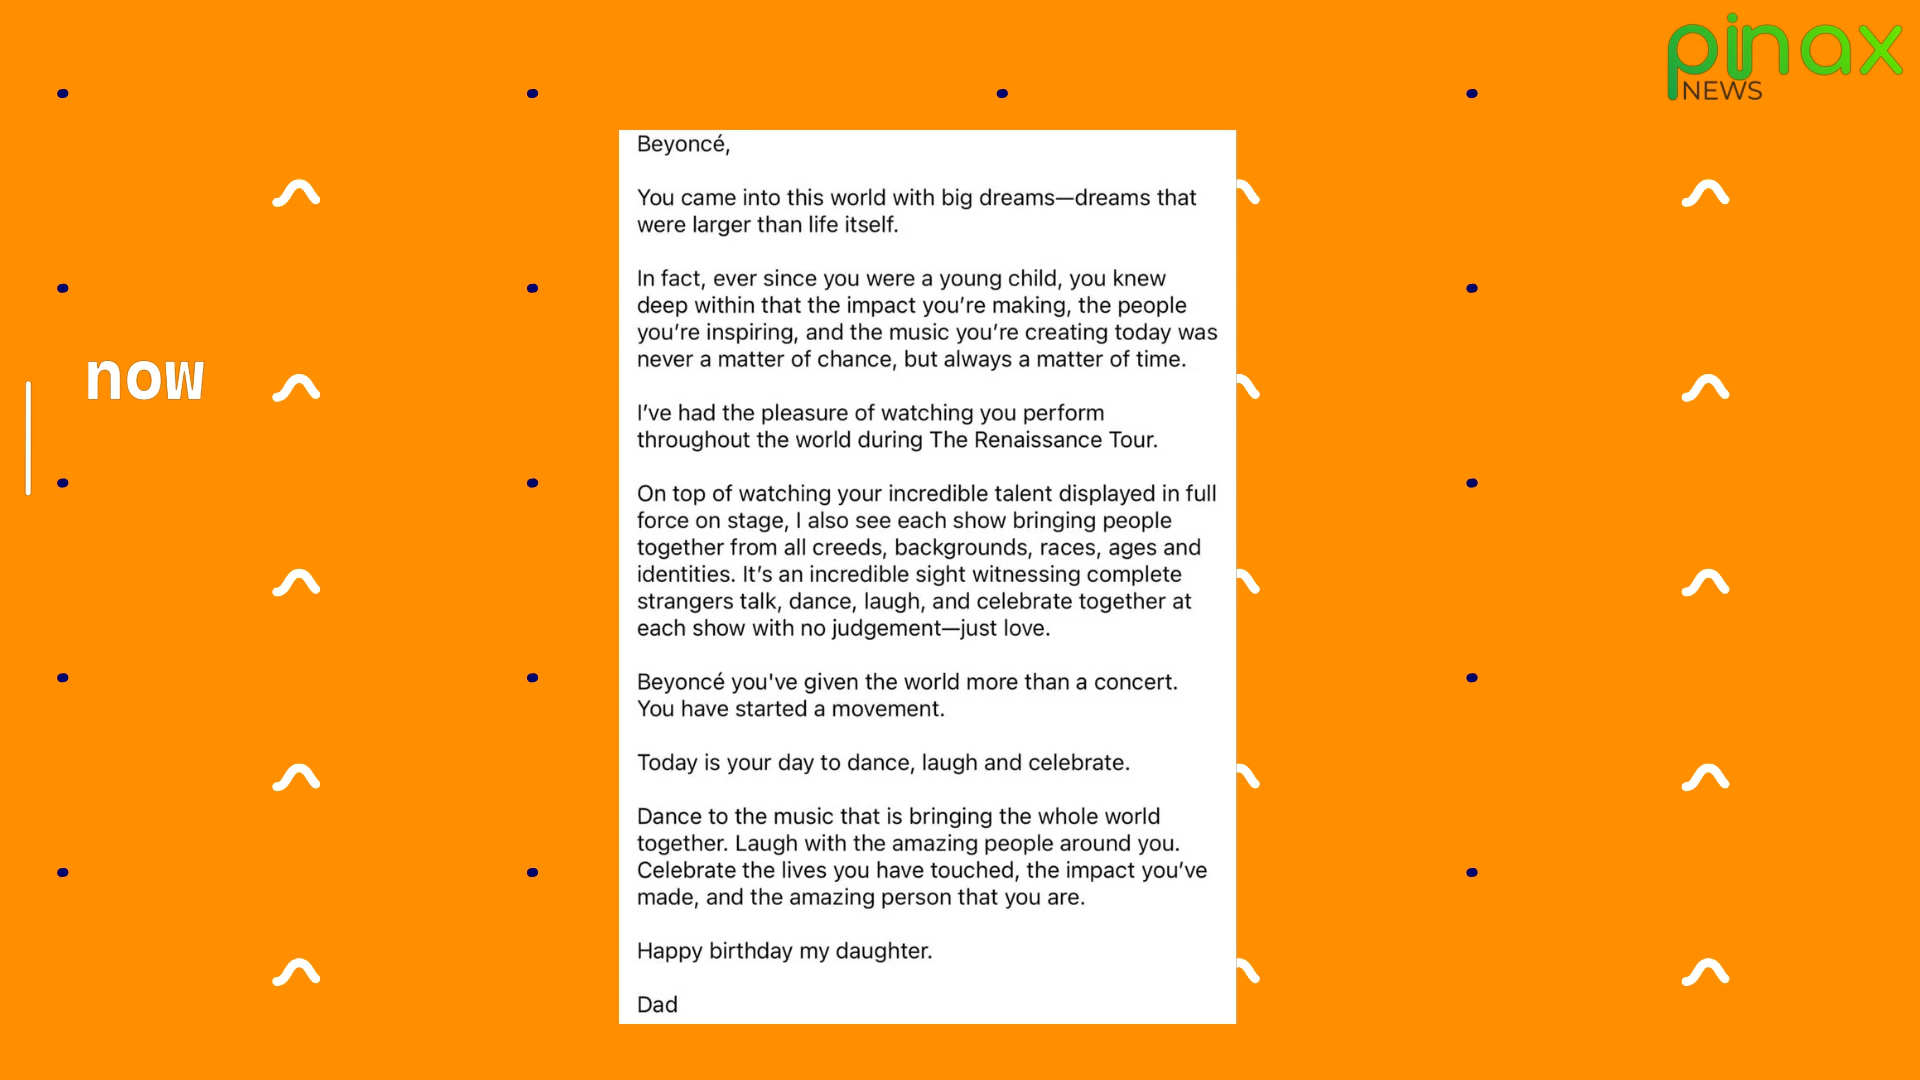 pinax
NEWS
now
Beyoncé,
You came into this world with big dreams—dreams that
were larger than life itself.
In fact, ever since you were a young child, you knew
deep within that the impact you’re making, the people
you’re inspiring, and the music you’re creating today was
never a matter of chance, but always a matter of time.
I’ve had the pleasure of watching you perform
throughout the world during The Renaissance Tour.
On top of watching your incredible talent displayed in full
force on stage, I also see each show bringing people
together from all creeds, backgrounds, races, ages and
identities. It’s an incredible sight witnessing complete
strangers talk, dance, laugh, and celebrate together at
each show with no judgement—just love.
Beyoncé you've given the world more than a concert.
You have started a movement.
Today is your day to dance, laugh and celebrate.
Dance to the music that is bringing the whole world
together. Laugh with the amazing people around you.
Celebrate the lives you have touched, the impact you’ve
made, and the amazing person that you are.
Happy birthday my daughter.
Dad